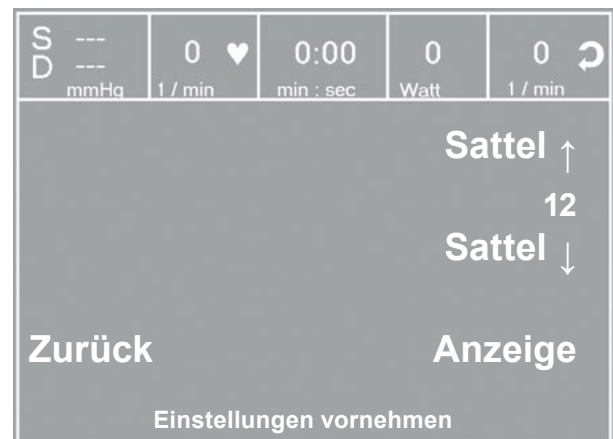 S --- 0 ♥ 0:00 0 0
D ---
mmHg 1 / min min : sec Watt 1 / min
Sattel ↑
12
Sattel ↓
Zurück Anzeige
Einstellungen vornehmen